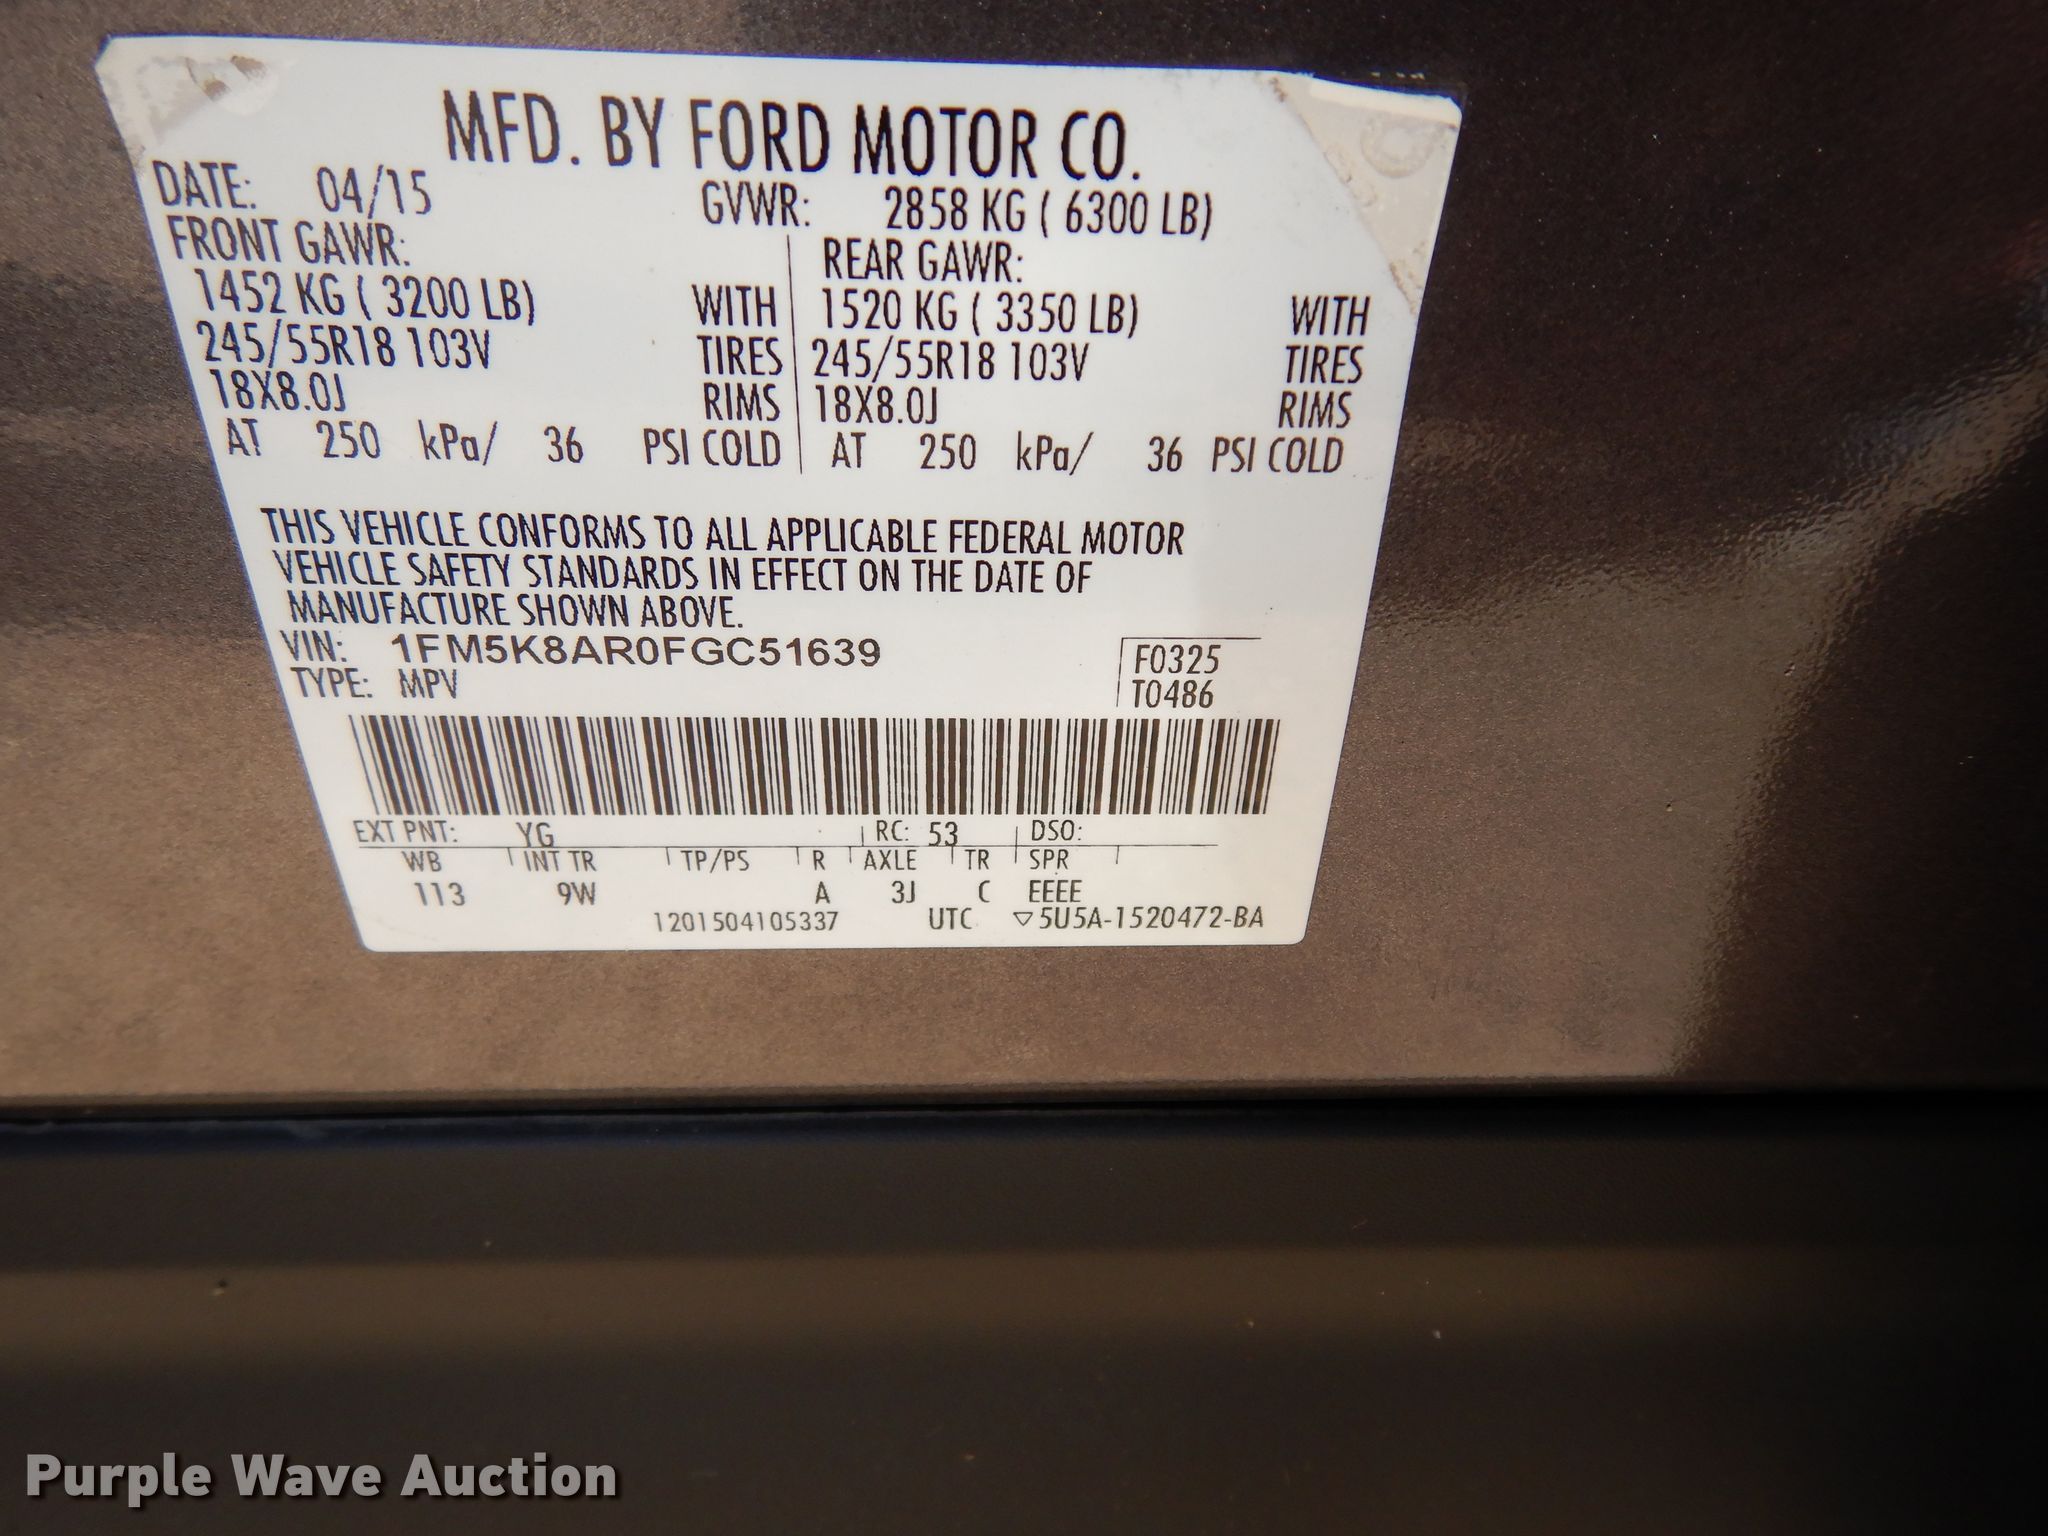 MFD. BY FORD MOTOR CO.
DATE: 04/15 GVWR: 2858 KG ( 6300 LB)
FRONT GAWR: REAR GAWR:
1452 KG ( 3200 LB) WITH 1520 KG ( 3350 LB) WITH
245/55R18 103V TIRES 245/55R18 103V TIRES
18X8.0J RIMS 18X8.0J RIMS
AT 250 kPa/ 36 PSI COLD AT 250 kPa/ 36 PSI COLD
THIS VEHICLE CONFORMS TO ALL APPLICABLE FEDERAL MOTOR
VEHICLE SAFETY STANDARDS IN EFFECT ON THE DATE OF
MANUFACTURE SHOWN ABOVE.
VIN: 1FM5K8AR0FGC51639 F0325
TYPE: MPV T0486
EXT PNT: YG RC: 53 DSO:
WB INT TR TP/PS R AXLE TR SPR
113 9W A 3J C EEEE
1201504105337 UTC ▽5U5A-1520472-BA
Purple Wave Auction